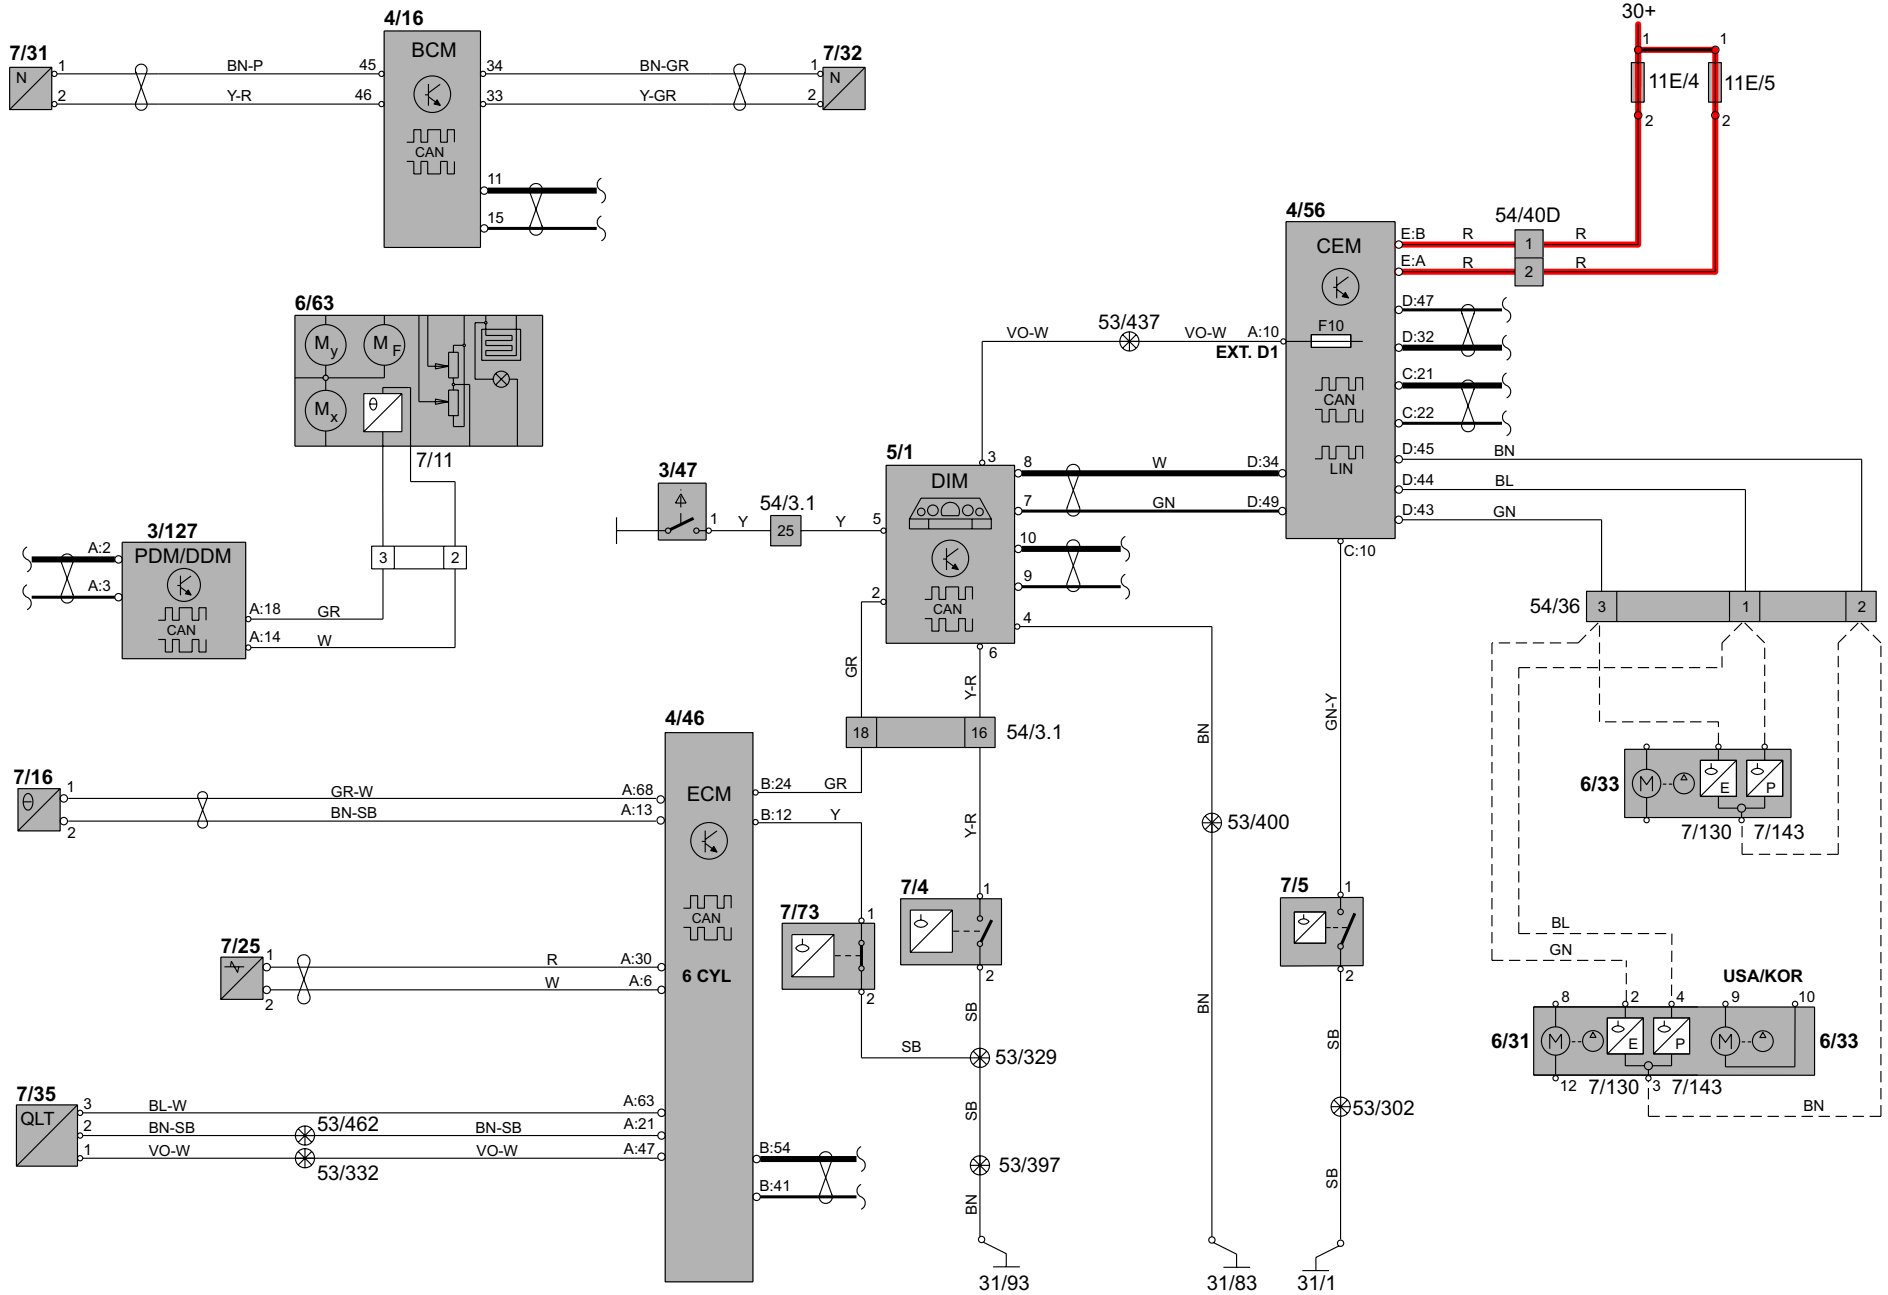 4/16
BCM
7/31
N
1
2
BN-P
Y-R
45
46
34
33
BN-GR
Y-GR
1
2
7/32
N
CAN
11
15
30+
1
1
11E/4
11E/5
2
2
4/56
CEM
54/40D
E:B
R
1
R
E:A
R
2
R
D:47
D:32
C:21
C:22
D:45
BN
D:44
BL
D:43
GN
F10
CAN
LIN
VO-W
53/437
VO-W
A:10
EXT. D1
6/63
My
MF
Mx
θ
7/11
3
2
3/127
PDM/DDM
A:2
A:3
CAN
A:18
GR
A:14
W
3/47
1
Y
54/3.1
25
Y
5
5/1
DIM
3
8
W
D:34
7
GN
D:49
10
9
CAN
2
4
6
C:10
GR
Y-R
18
16
54/3.1
BN
GN-Y
54/36
3
1
2
6/33
M
E
P
7/130
7/143
4/46
ECM
7/16
θ
1
2
GR-W
BN-SB
A:68
A:13
B:24
GR
B:12
Y
Y-R
53/400
CAN
6 CYL
7/25
1
2
R
W
A:30
A:6
7/73
1
2
7/4
1
2
7/5
1
2
SB
SB
53/329
SB
53/397
BN
31/93
BN
31/83
SB
53/302
SB
31/1
7/35
QLT
3
2
1
BL-W
BN-SB
VO-W
53/462
53/332
BN-SB
VO-W
A:63
A:21
A:47
B:54
B:41
BL
GN
USA/KOR
8
2
4
9
10
6/31
M
E
P
M
6/33
12
7/130
3
7/143
BN